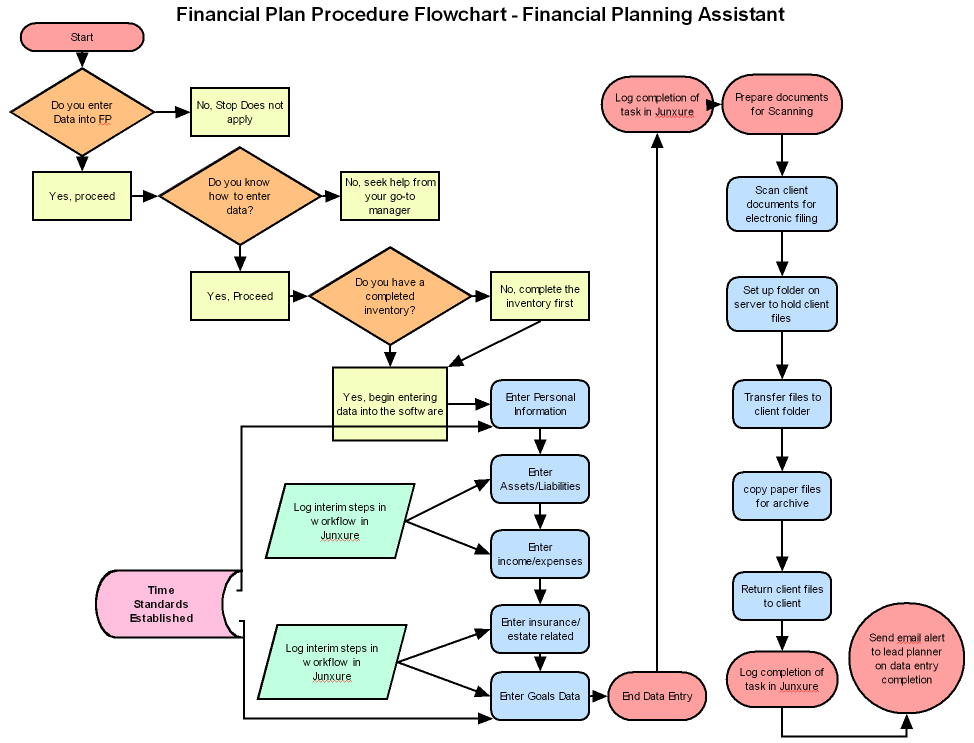 Financial Plan Procedure Flowchart - Financial Planning Assistant
Start
Do you enter
Data into FP
No, Stop Does not
apply
Yes, proceed
Do you know
how to enter
data?
No, seek help from
your go-to
manager
Yes, Proceed
Do you have a
completed
inventory?
No, complete the
inventory first
Yes, begin entering
data into the software
Enter Personal
Information
Enter
Assets/Liabilities
Log interim steps in
workflow in
Junxure
Enter
income/expenses
Time
Standards
Established
Enter insurance/
estate related
Log interim steps in
workflow in
Junxure
Enter Goals Data
End Data Entry
Log completion of
task in Junxure
Prepare documents
for Scanning
Scan client
documents for
electronic filing
Set up folder on
server to hold client
files
Transfer files to
client folder
copy paper files
for archive
Return client files
to client
Log completion of
task in Junxure
Send email alert
to lead planner
on data entry
completion